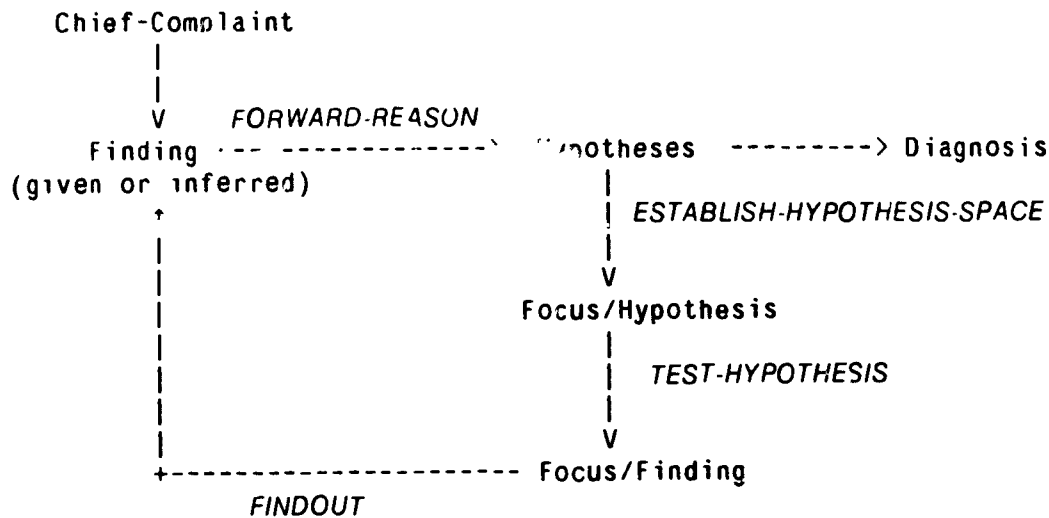 Chief-Complaint
FORWARD-REASON
Finding Hypotheses Diagnosis
(given or inferred)
ESTABLISH-HYPOTHESIS-SPACE
Focus/Hypothesis
TEST-HYPOTHESIS
Focus/Finding
FINDOUT